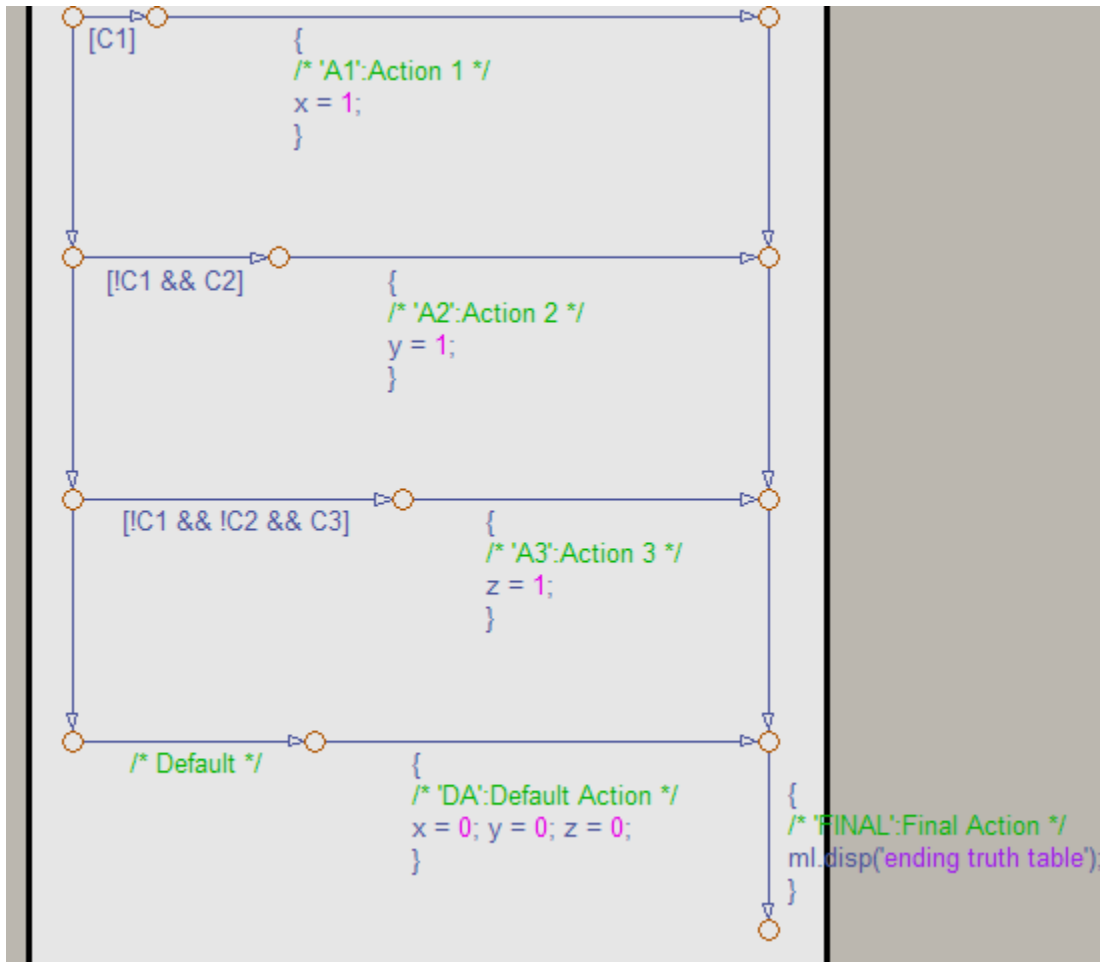 [C1]
{
/* 'A1':Action 1 */
x = 1;
}
[!C1 && C2]
{
/* 'A2':Action 2 */
y = 1;
}
[!C1 && !C2 && C3]
{
/* 'A3':Action 3 */
z = 1;
}
/* Default */
{
/* 'DA':Default Action */
x = 0; y = 0; z = 0;
}
{
/* 'FINAL':Final Action */
ml.disp('ending truth table');
}